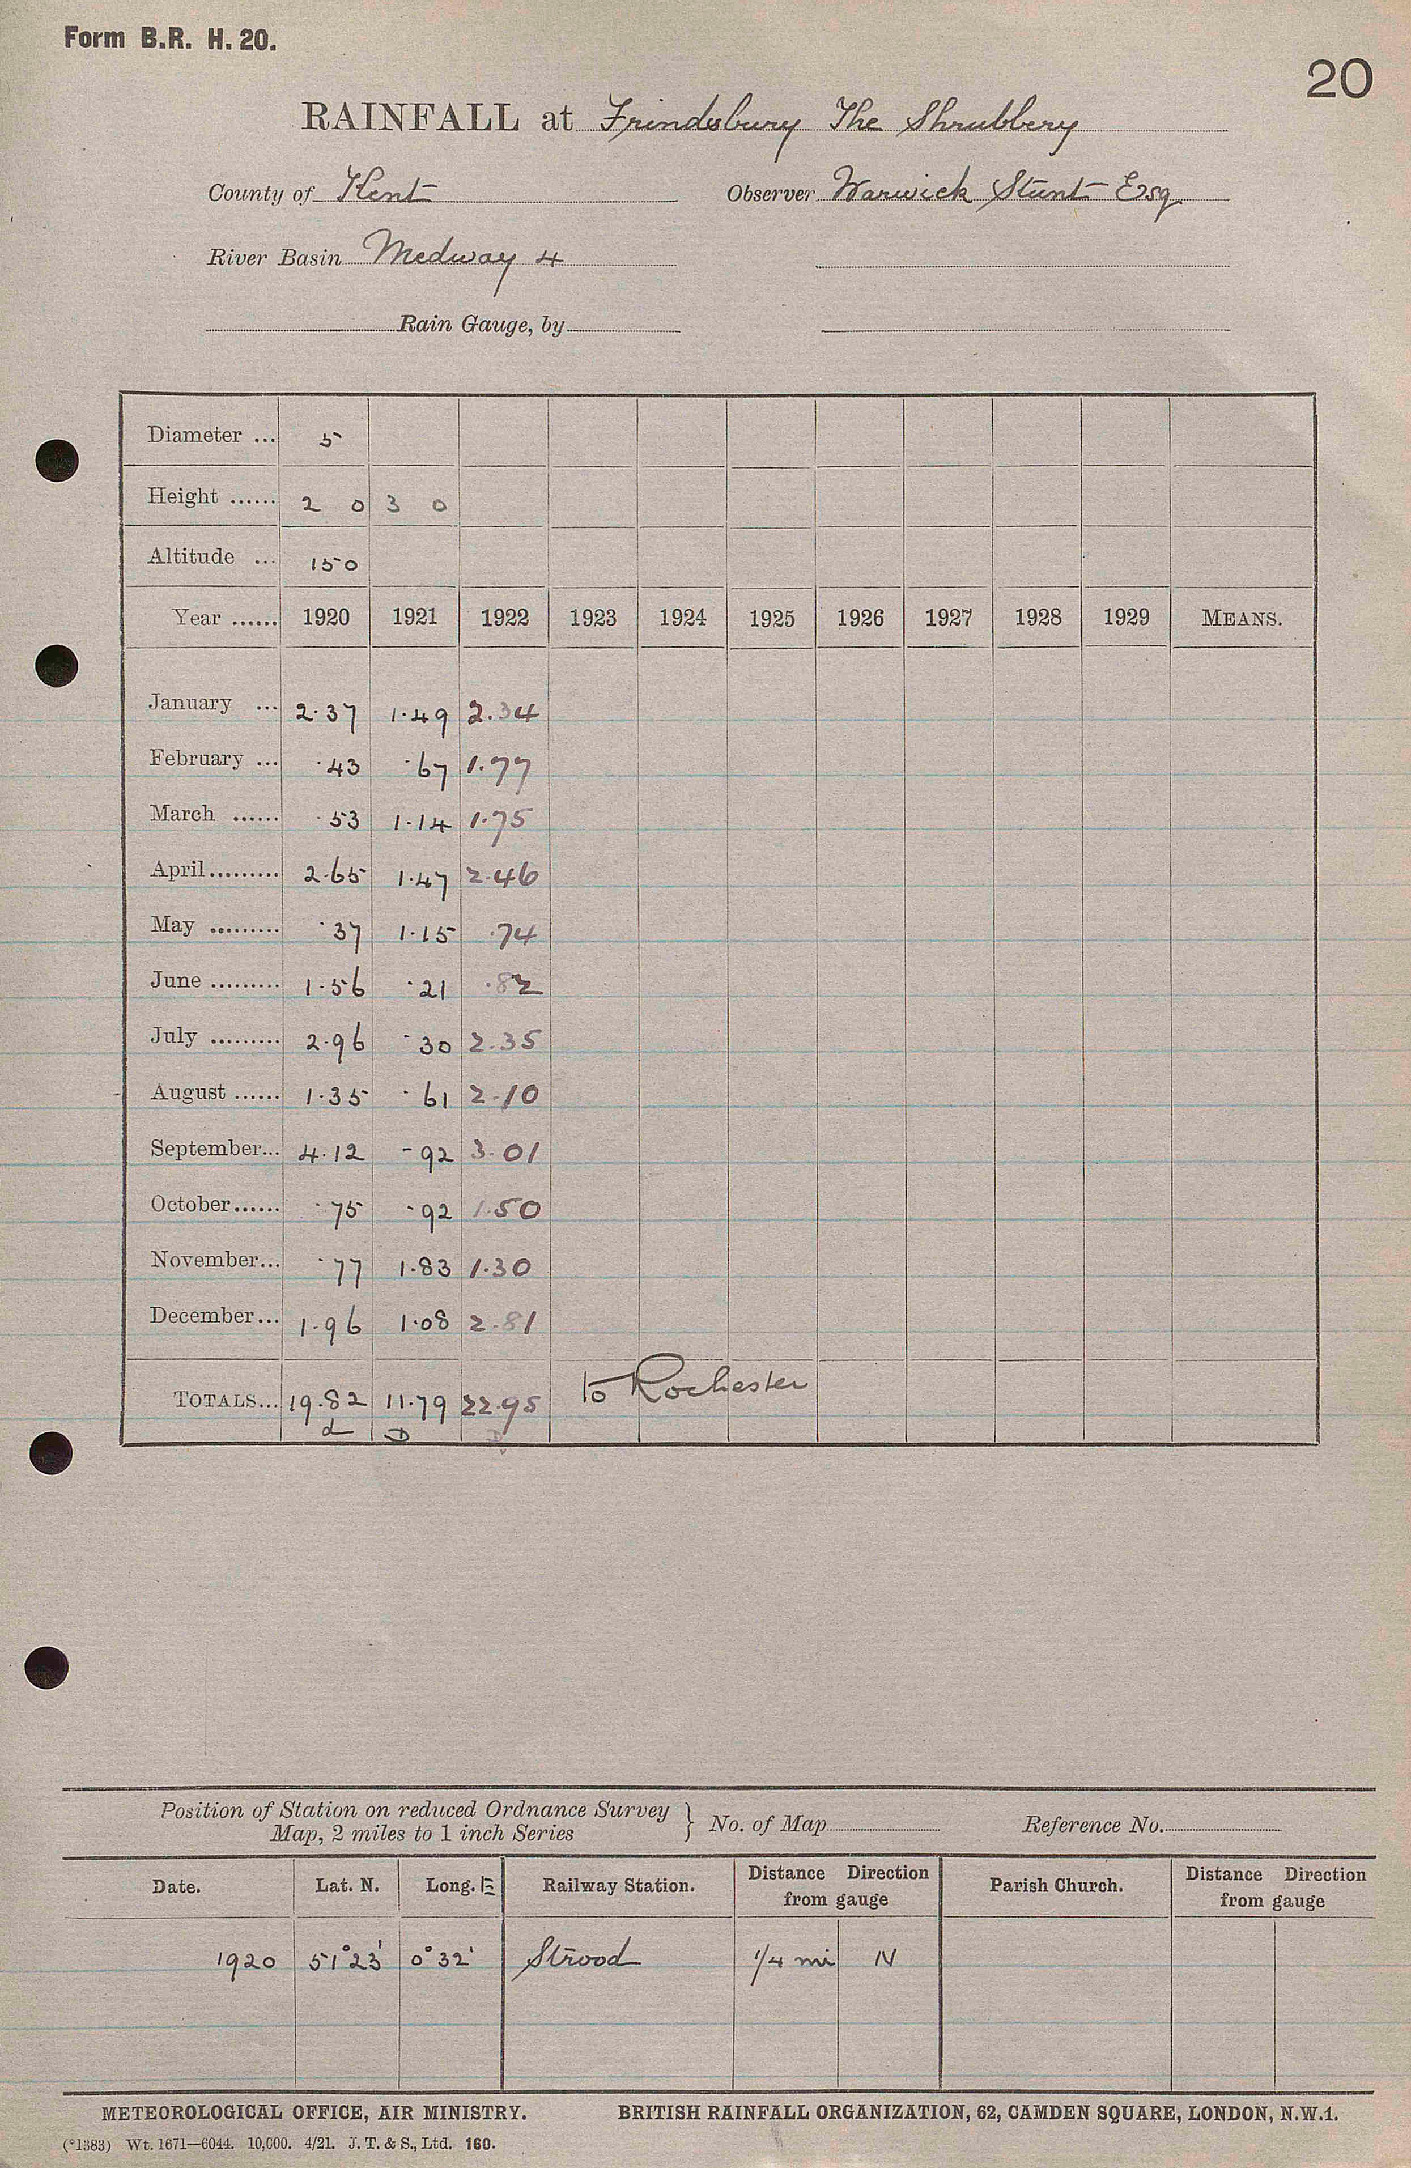 Form B.R. H. 20.
20
RAINFALL at Frindsbury The Shrubbery
County of Kent Observer Warwick Stunt Esq
River Basin Medway 4
Rain Gauge, by
Diameter ... 5
Height ...... 2 0 3 0
Altitude ... 150
Year ...... 1920 1921 1922 1923 1924 1925 1926 1927 1928 1929 MEANS.
January ... 2.37 1.49 2.34
February ... .43 .67 1.77
March ...... .53 1.14 1.75
April......... 2.65 1.47 2.46
May ......... .37 1.15 .74
June ......... 1.56 .21 .82
July ......... 2.96 .30 2.35
August ...... 1.35 .61 2.10
September... 4.12 .92 3.01
October...... .75 .92 1.50
November... .77 1.83 1.30
December... 1.96 1.08 2.81
TOTALS... 19.82 11.79 22.95 to Rochester
d D D
Position of Station on reduced Ordnance Survey Map, 2 miles to 1 inch Series } No. of Map Reference No.
Date. Lat. N. Long. E Railway Station. Distance Direction from gauge Parish Church. Distance Direction from gauge
1920 51°23' 0°32' Strood 1/4 mi N
METEOROLOGICAL OFFICE, AIR MINISTRY. BRITISH RAINFALL ORGANIZATION, 62, CAMDEN SQUARE, LONDON, N.W.1.
(*1383) Wt. 1671—6044. 10,000. 4/21. J. T. & S., Ltd. 160.